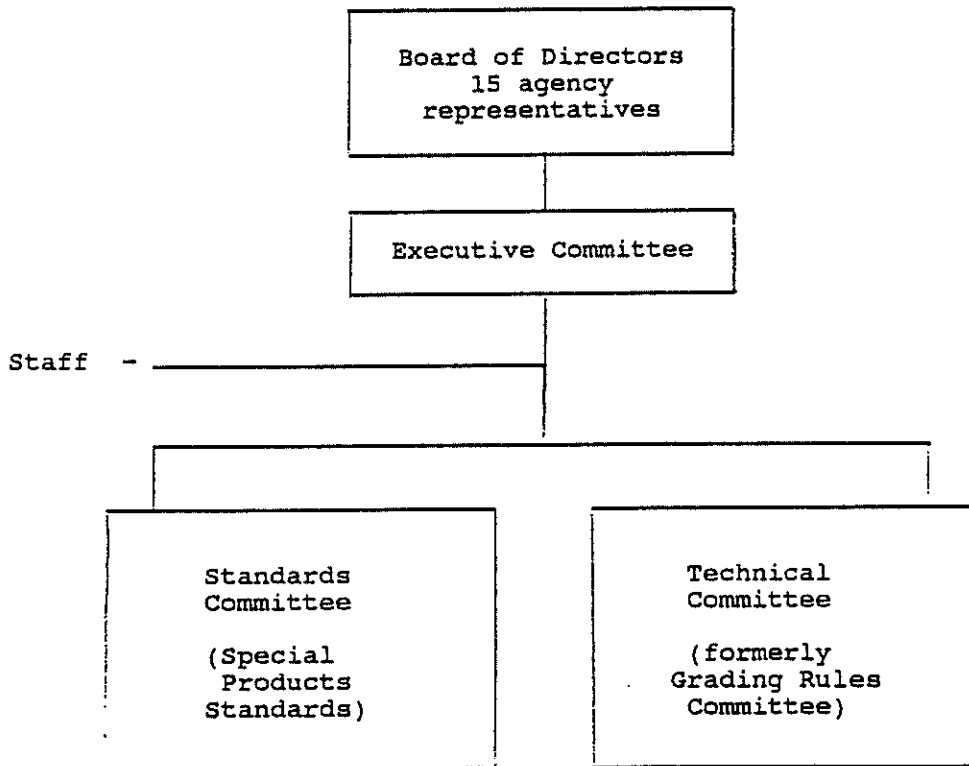 Board of Directors
15 agency
representatives
Executive Committee
Staff -
Standards
Committee
(Special
Products
Standards)
Technical
Committee
(formerly
Grading Rules
Committee)